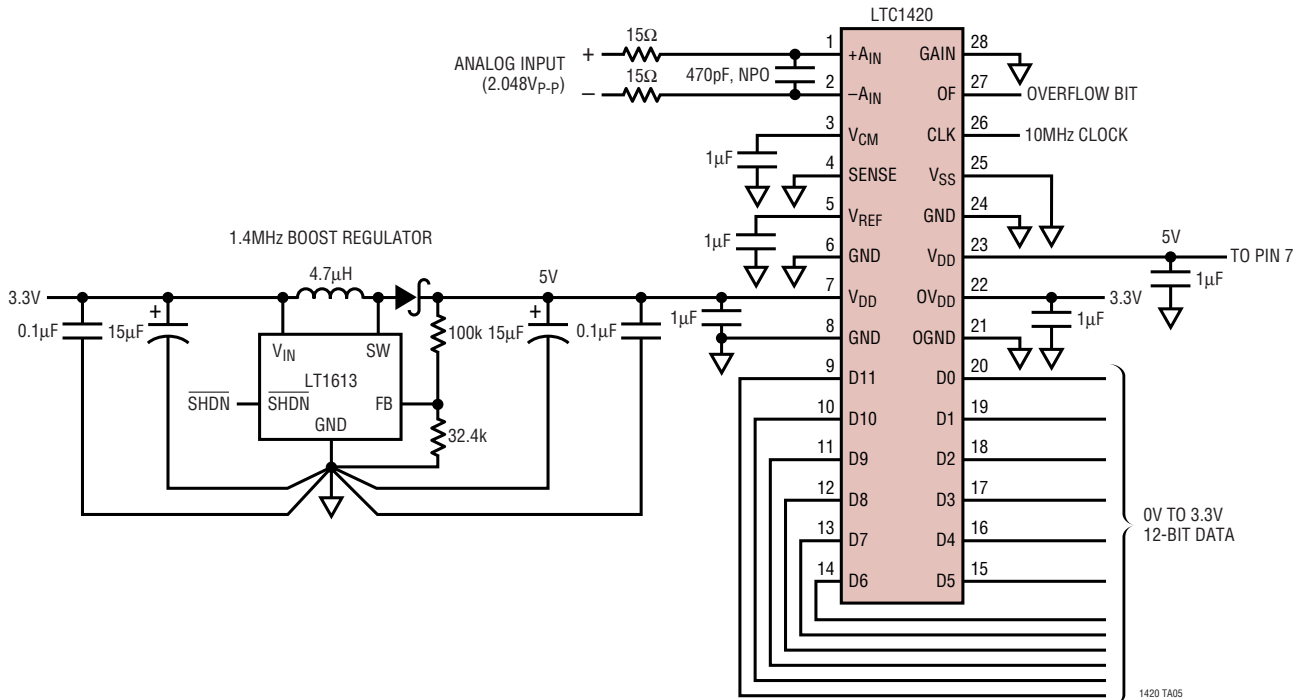 LTC1420
ANALOG INPUT
(2.048VP-P)
+
15Ω
–
15Ω
470pF, NPO
1
+AIN
2
–AIN
3
VCM
1µF
4
SENSE
5
VREF
1µF
6
GND
7
VDD
8
GND
1µF
9
D11
10
D10
11
D9
12
D8
13
D7
14
D6
GAIN
28
OF
27
OVERFLOW BIT
CLK
26
10MHz CLOCK
VSS
25
GND
24
VDD
23
5V
TO PIN 7
1µF
OVDD
22
3.3V
1µF
OGND
21
D0
20
D1
19
D2
18
D3
17
D4
16
D5
15
0V TO 3.3V
12-BIT DATA
1.4MHz BOOST REGULATOR
3.3V
4.7µH
5V
0.1µF
15µF
+
VIN
SW
LT1613
SHDN
SHDN
FB
GND
100k
32.4k
+
15µF
0.1µF
1420 TA05